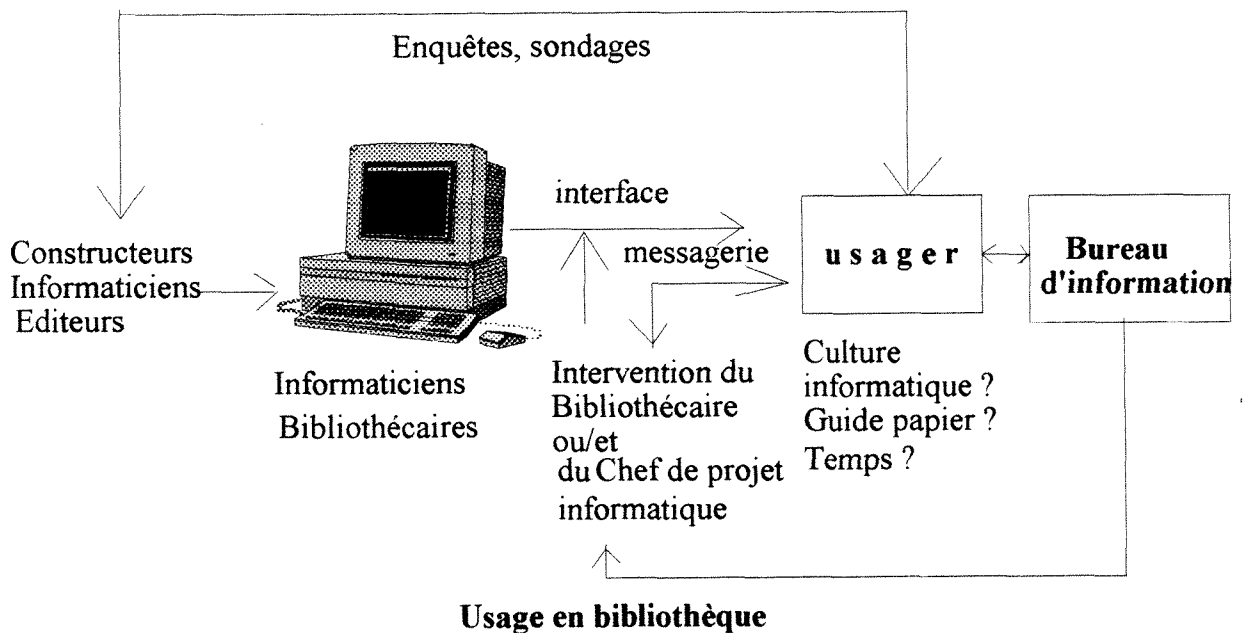 Enquêtes, sondages
Constructeurs
Informaticiens
Editeurs
Informaticiens
Bibliothécaires
interface
messagerie
Intervention du
Bibliothécaire
ou/et
du Chef de projet
informatique
usager
Culture
informatique ?
Guide papier ?
Temps ?
Bureau
d'information
Usage en bibliothèque